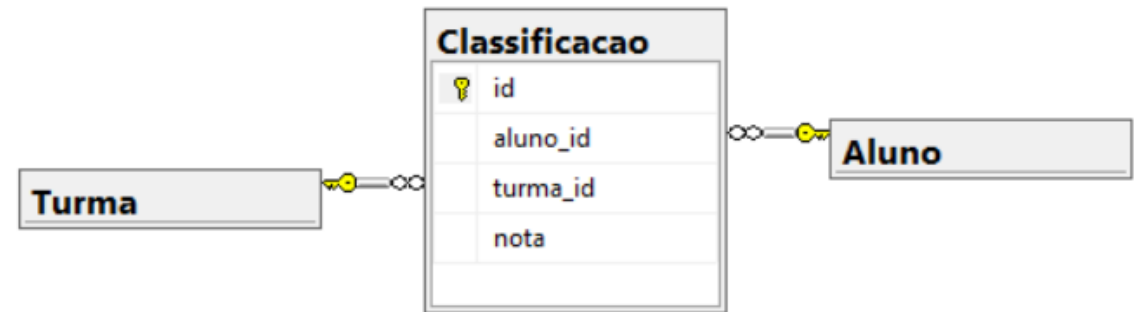 Classificacao
id
aluno_id
turma_id
nota
Turma
Aluno